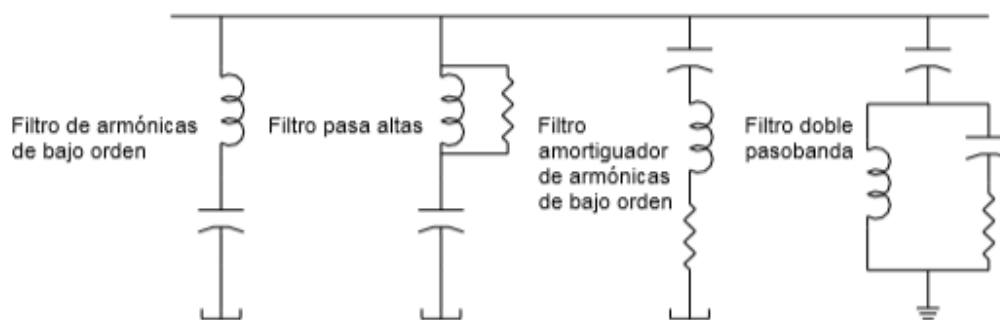 Filtro de armónicas
de bajo orden
Filtro pasa altas
Filtro
amortiguador
de armónicas
de bajo orden
Filtro doble
pasobanda